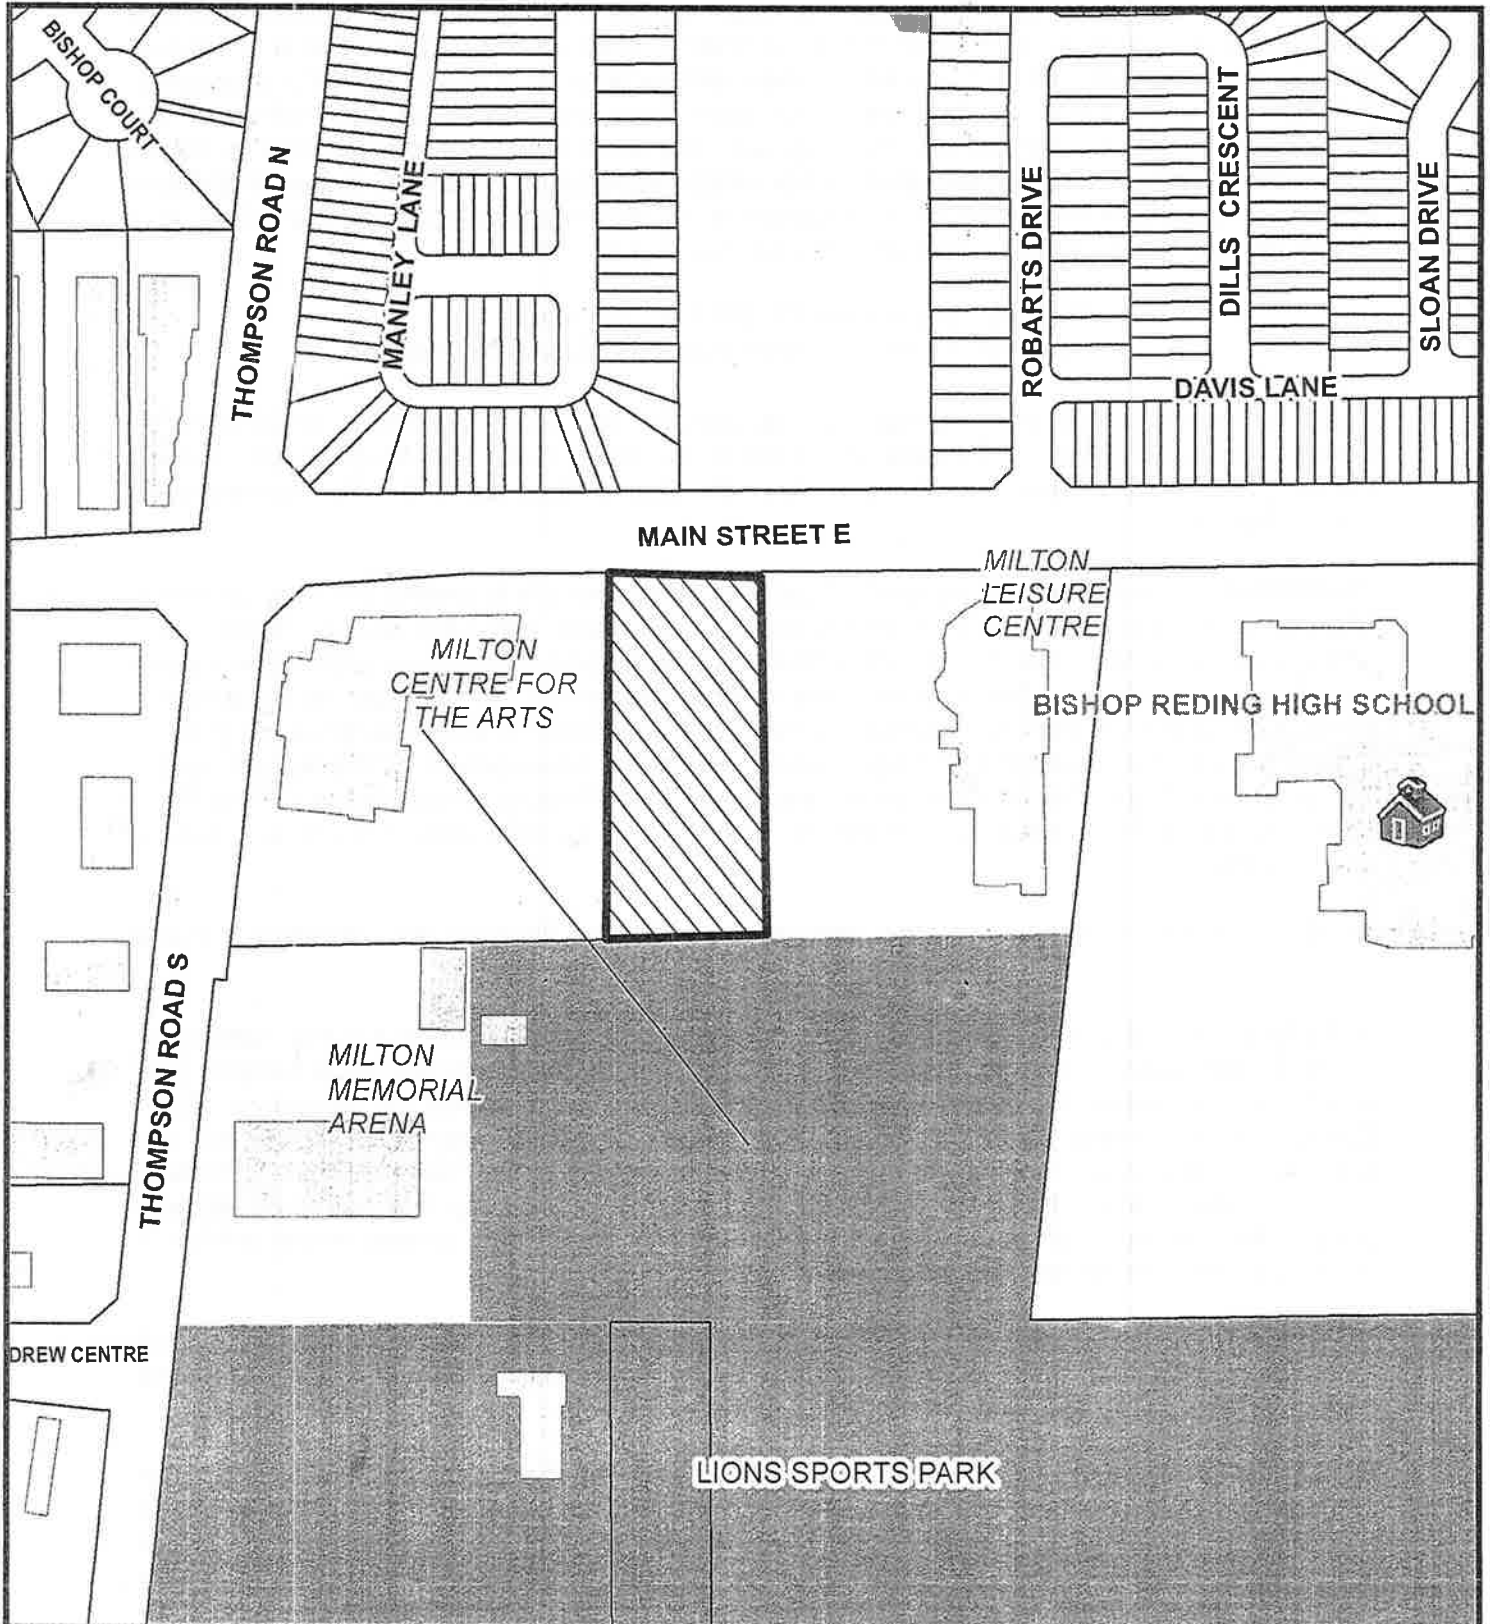 BISHOP COURT
THOMPSON ROAD N
MANLEY LANE
ROBARTS DRIVE
DILLS CRESCENT
SLOAN DRIVE
DAVIS LANE
MAIN STREET E
MILTON
LEISURE
CENTRE
MILTON
CENTRE FOR
THE ARTS
BISHOP REDING HIGH SCHOOL
THOMPSON ROAD S
MILTON
MEMORIAL
ARENA
DREW CENTRE
LIONS SPORTS PARK